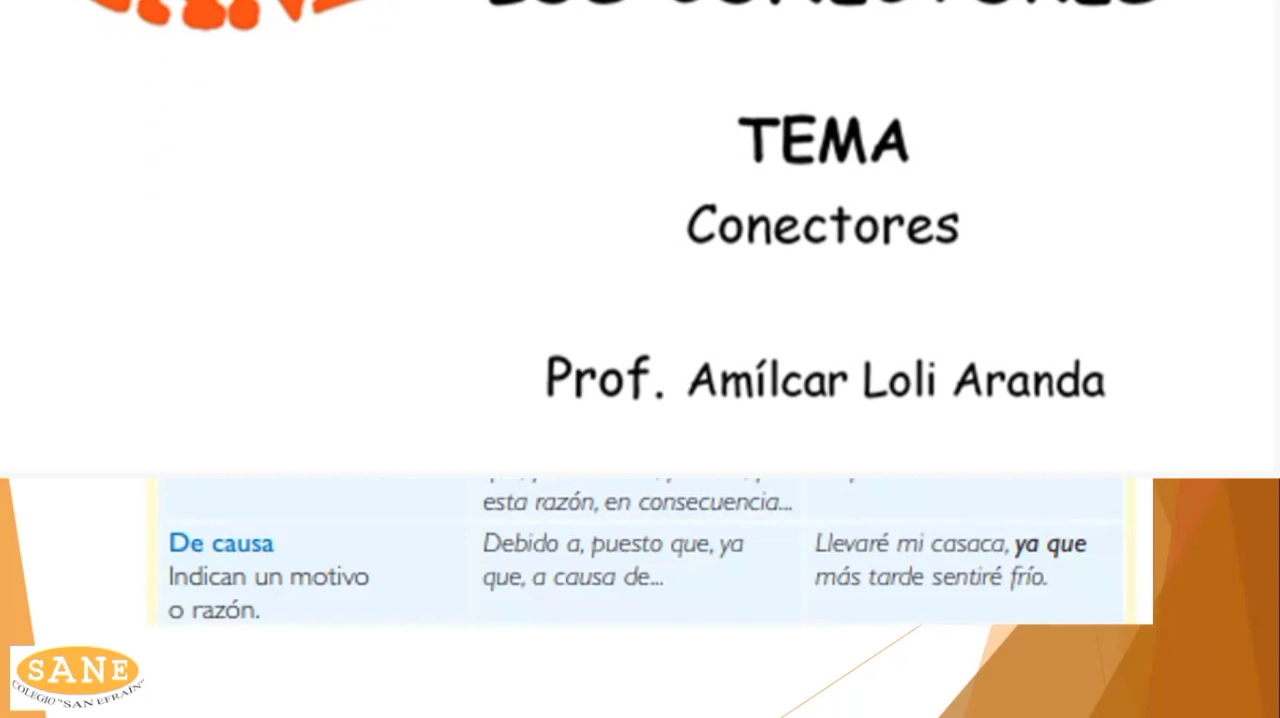 TEMA
Conectores
Prof. Amílcar Loli Aranda
esta razón, en consecuencia...
De causa
Indican un motivo
o razón.
Debido a, puesto que, ya
que, a causa de...
Llevaré mi casaca, ya que
más tarde sentiré frío.
SANE
COLEGIO "SAN EFRAIN"